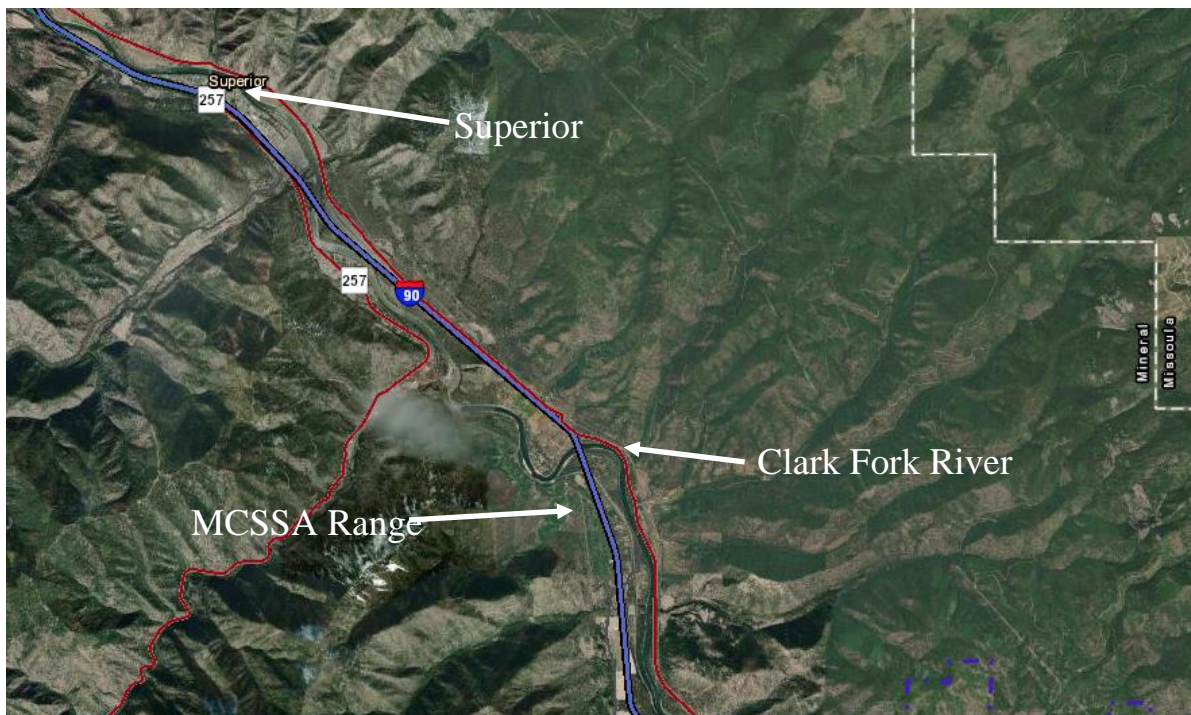 Superior
257
Superior
257
90
Mineral
Missoula
Clark Fork River
MCSSA Range